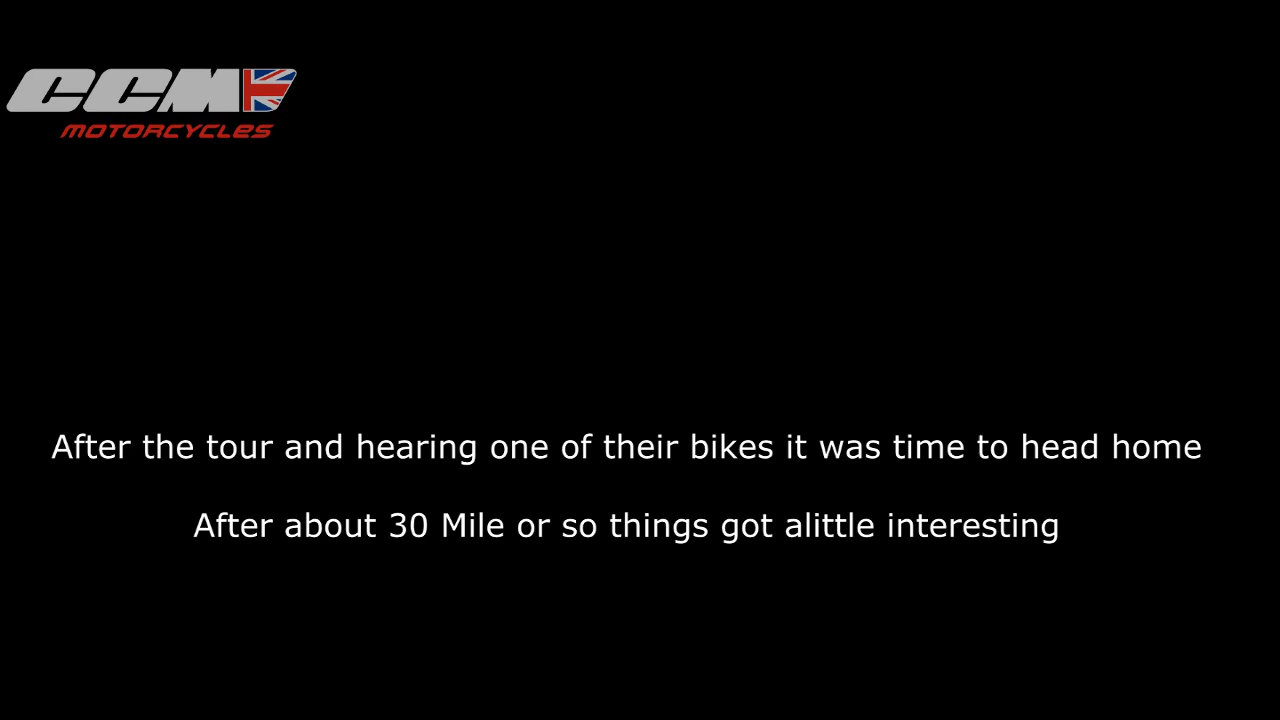 CCM
MOTORCYCLES
After the tour and hearing one of their bikes it was time to head home
After about 30 Mile or so things got alittle interesting